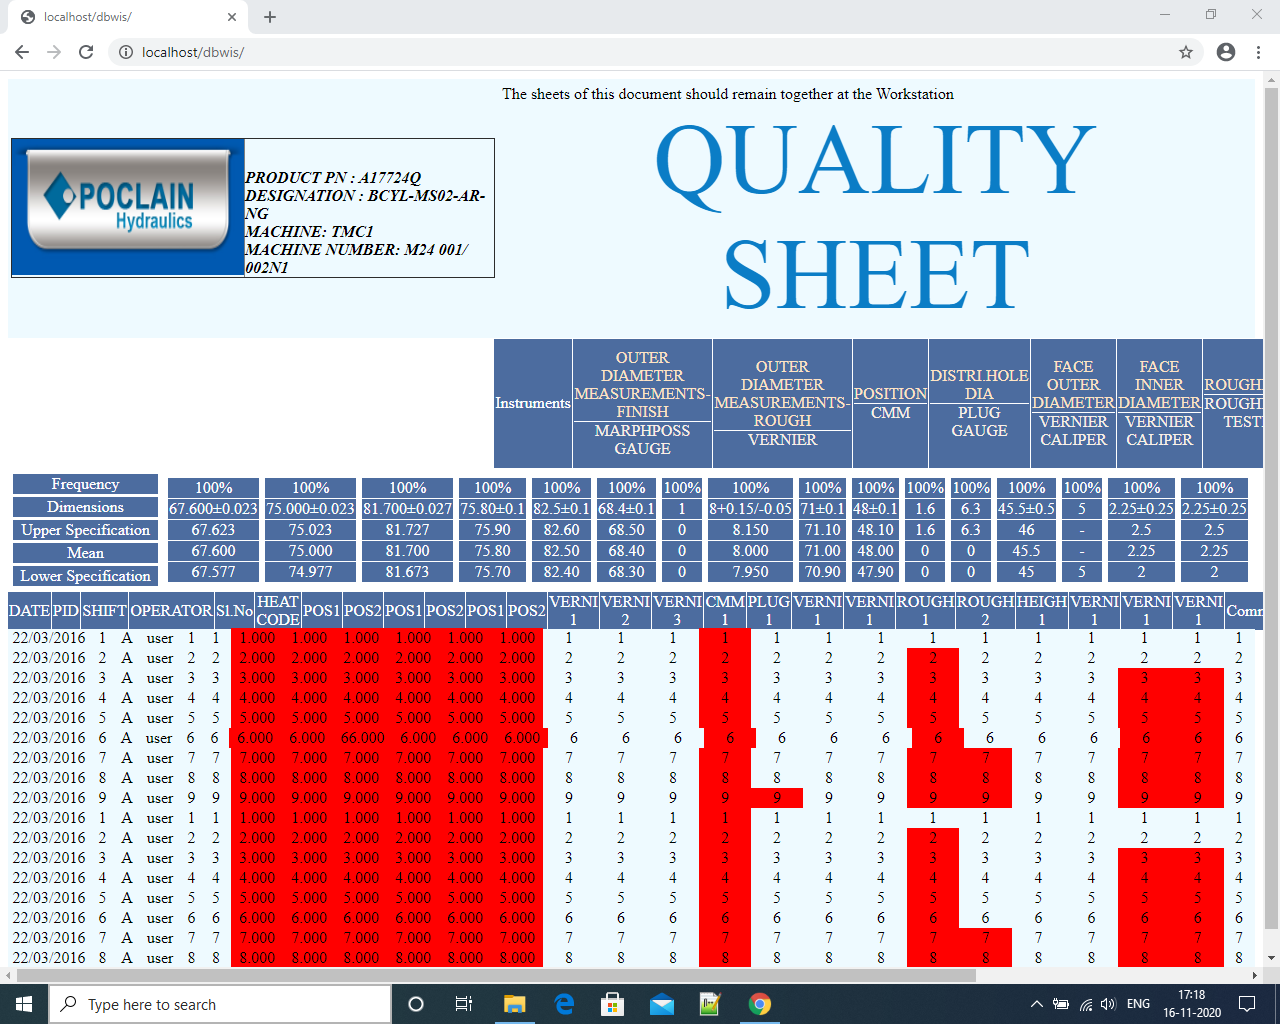 localhost/dbwis/
localhost/dbwis/
The sheets of this document should remain together at the Workstation
QUALITY
SHEET
POCLAIN
Hydraulics
PRODUCT PN : A17724Q
DESIGNATION : BCYL-MS02-AR-
NG
MACHINE: TMC1
MACHINE NUMBER: M24 001/
002N1
Instruments
OUTER
DIAMETER
MEASUREMENTS-
FINISH
MARPHPOSS
GAUGE
OUTER
DIAMETER
MEASUREMENTS-
ROUGH
VERNIER
POSITION
CMM
DISTRI.HOLE
DIA
PLUG
GAUGE
FACE
OUTER
DIAMETER
VERNIER
CALIPER
FACE
INNER
DIAMETER
VERNIER
CALIPER
ROUGH
ROUGH
TEST
Frequency 100% 100% 100% 100% 100% 100% 100% 100% 100% 100% 100% 100% 100% 100% 100% 100%
Dimensions 67.600±0.023 75.000±0.023 81.700±0.027 75.80±0.1 82.5±0.1 68.4±0.1 1 8+0.15/-0.05 71±0.1 48±0.1 1.6 6.3 45.5±0.5 5 2.25±0.25 2.25±0.25
Upper Specification 67.623 75.023 81.727 75.90 82.60 68.50 0 8.150 71.10 48.10 1.6 6.3 46 - 2.5 2.5
Mean 67.600 75.000 81.700 75.80 82.50 68.40 0 8.000 71.00 48.00 0 0 45.5 - 2.25 2.25
Lower Specification 67.577 74.977 81.673 75.70 82.40 68.30 0 7.950 70.90 47.90 0 0 45 5 2 2
DATE PID SHIFT OPERATOR Sl.No HEAT CODE POS1 POS2 POS1 POS2 POS1 POS2 VERNI 1 VERNI 2 VERNI 3 CMM 1 PLUG 1 VERNI 1 VERNI 1 ROUGH 1 ROUGH 2 HEIGH 1 VERNI 1 VERNI 1 VERNI 1 Comm
22/03/2016 1 A user 1 1 1.000 1.000 1.000 1.000 1.000 1.000 1 1 1 1 1 1 1 1 1 1 1 1 1 1
22/03/2016 2 A user 2 2 2.000 2.000 2.000 2.000 2.000 2.000 2 2 2 2 2 2 2 2 2 2 2 2 2 2
22/03/2016 3 A user 3 3 3.000 3.000 3.000 3.000 3.000 3.000 3 3 3 3 3 3 3 3 3 3 3 3 3 3
22/03/2016 4 A user 4 4 4.000 4.000 4.000 4.000 4.000 4.000 4 4 4 4 4 4 4 4 4 4 4 4 4 4
22/03/2016 5 A user 5 5 5.000 5.000 5.000 5.000 5.000 5.000 5 5 5 5 5 5 5 5 5 5 5 5 5 5
22/03/2016 6 A user 6 6 6.000 6.000 66.000 6.000 6.000 6.000 6 6 6 6 6 6 6 6 6 6 6 6 6 6
22/03/2016 7 A user 7 7 7.000 7.000 7.000 7.000 7.000 7.000 7 7 7 7 7 7 7 7 7 7 7 7 7 7
22/03/2016 8 A user 8 8 8.000 8.000 8.000 8.000 8.000 8.000 8 8 8 8 8 8 8 8 8 8 8 8 8 8
22/03/2016 9 A user 9 9 9.000 9.000 9.000 9.000 9.000 9.000 9 9 9 9 9 9 9 9 9 9 9 9 9 9
22/03/2016 1 A user 1 1 1.000 1.000 1.000 1.000 1.000 1.000 1 1 1 1 1 1 1 1 1 1 1 1 1 1
22/03/2016 2 A user 2 2 2.000 2.000 2.000 2.000 2.000 2.000 2 2 2 2 2 2 2 2 2 2 2 2 2 2
22/03/2016 3 A user 3 3 3.000 3.000 3.000 3.000 3.000 3.000 3 3 3 3 3 3 3 3 3 3 3 3 3 3
22/03/2016 4 A user 4 4 4.000 4.000 4.000 4.000 4.000 4.000 4 4 4 4 4 4 4 4 4 4 4 4 4 4
22/03/2016 5 A user 5 5 5.000 5.000 5.000 5.000 5.000 5.000 5 5 5 5 5 5 5 5 5 5 5 5 5 5
22/03/2016 6 A user 6 6 6.000 6.000 6.000 6.000 6.000 6.000 6 6 6 6 6 6 6 6 6 6 6 6 6 6
22/03/2016 7 A user 7 7 7.000 7.000 7.000 7.000 7.000 7.000 7 7 7 7 7 7 7 7 7 7 7 7 7 7
22/03/2016 8 A user 8 8 8.000 8.000 8.000 8.000 8.000 8.000 8 8 8 8 8 8 8 8 8 8 8 8 8 8
Type here to search
ENG
17:18
16-11-2020